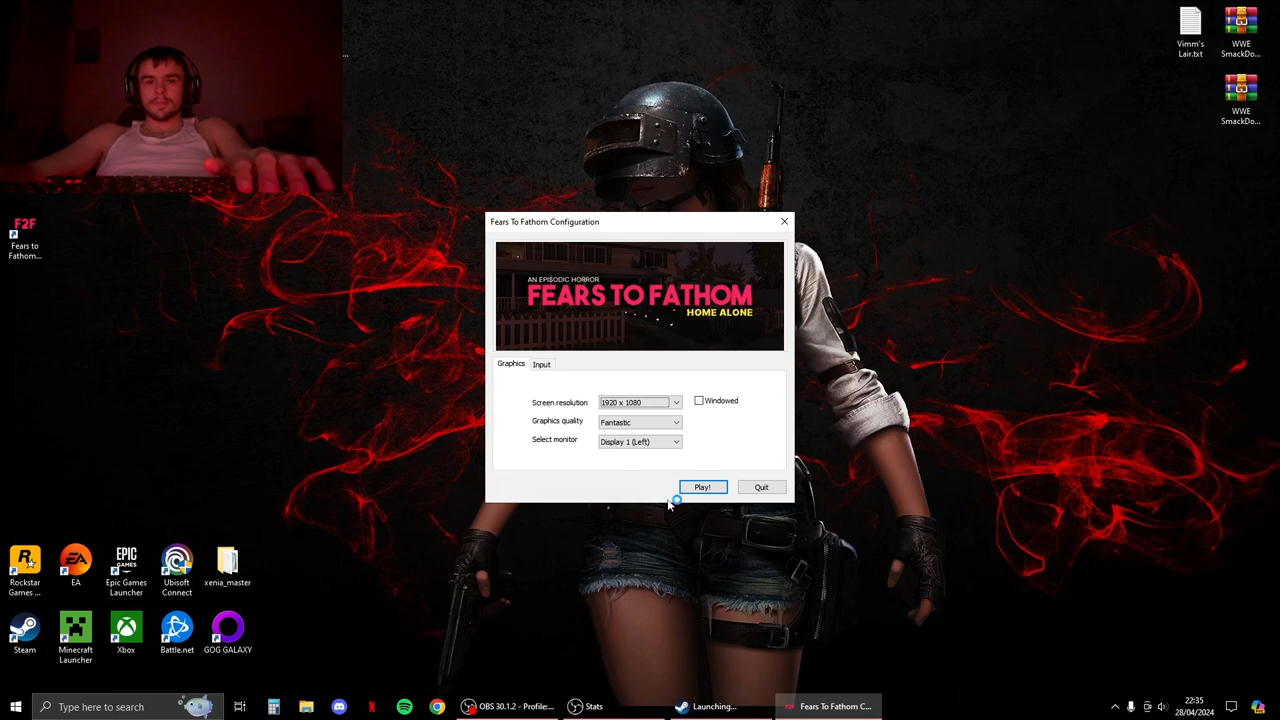 Vimm's
Lair.txt
WWE
SmackDo...
WWE
SmackDo...
...
F2F
Fears to
Fathom...
Fears To Fathom Configuration
AN EPISODIC HORROR
FEARS TO FATHOM
HOME ALONE
Graphics
Input
Screen resolution
1920 x 1080
Windowed
Graphics quality
Fantastic
Select monitor
Display 1 (Left)
Play!
Quit
R
EA
EPIC
GAMES
Rockstar
Games ...
EA
Epic Games
Launcher
Ubisoft
Connect
xenia_master
Steam
Minecraft
Launcher
Xbox
Battle.net
GOG GALAXY
Type here to search
OBS 30.1.2 - Profile:...
Stats
Launching...
F2F
Fears To Fathom C...
22:35
28/04/2024